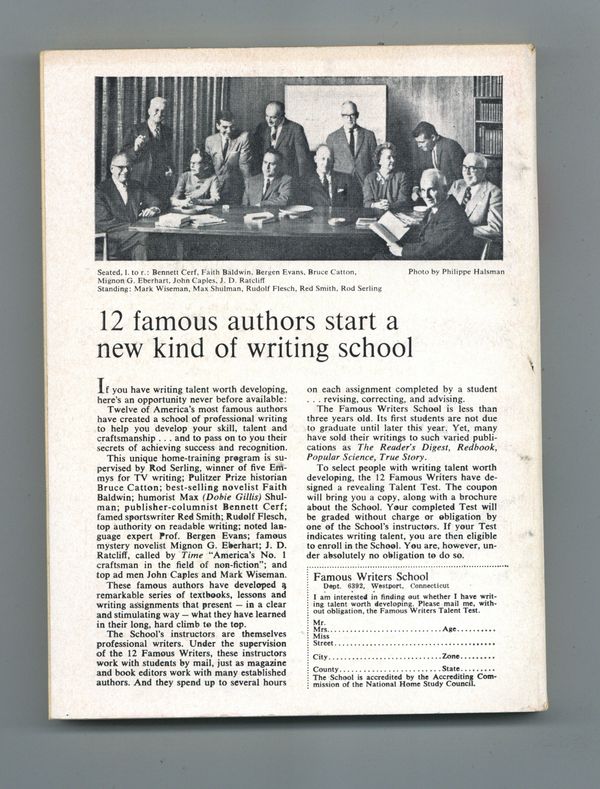 Seated, l. to r.: Bennett Cerf, Faith Baldwin, Bergen Evans, Bruce Catton,
Mignon G. Eberhart, John Caples, J. D. Ratcliff
Standing: Mark Wiseman, Max Shulman, Rudolf Flesch, Red Smith, Rod Serling
Photo by Philippe Halsman
12 famous authors start a
new kind of writing school
If you have writing talent worth developing,
here's an opportunity never before available:
Twelve of America's most famous authors
have created a school of professional writing
to help you develop your skill, talent and
craftsmanship . . . and to pass on to you their
secrets of achieving success and recognition.
This unique home-training program is su-
pervised by Rod Serling, winner of five Em-
mys for TV writing; Pulitzer Prize historian
Bruce Catton; best-selling novelist Faith
Baldwin; humorist Max (Dobie Gillis) Shul-
man; publisher-columnist Bennett Cerf;
famed sportswriter Red Smith; Rudolf Flesch,
top authority on readable writing; noted lan-
guage expert Prof. Bergen Evans; famous
mystery novelist Mignon G. Eberhart; J. D.
Ratcliff, called by Time "America's No. 1
craftsman in the field of non-fiction"; and
top ad men John Caples and Mark Wiseman.
These famous authors have developed a
remarkable series of textbooks, lessons and
writing assignments that present — in a clear
and stimulating way — what they have learned
in their long, hard climb to the top.
The School's instructors are themselves
professional writers. Under the supervision
of the 12 Famous Writers, these instructors
work with students by mail, just as magazine
and book editors work with many established
authors. And they spend up to several hours
on each assignment completed by a student
. . . revising, correcting, and advising.
The Famous Writers School is less than
three years old. Its first students are not due
to graduate until later this year. Yet, many
have sold their writings to such varied publi-
cations as The Reader's Digest, Redbook,
Popular Science, True Story.
To select people with writing talent worth
developing, the 12 Famous Writers have de-
signed a revealing Talent Test. The coupon
will bring you a copy, along with a brochure
about the School. Your completed Test will
be graded without charge or obligation by
one of the School's instructors. If your Test
indicates writing talent, you are then eligible
to enroll in the School. You are, however, un-
der absolutely no obligation to do so.
Famous Writers School
Dept. 6392, Westport, Connecticut
I am interested in finding out whether I have writ-
ing talent worth developing. Please mail me, with-
out obligation, the Famous Writers Talent Test.
Mr.
Mrs..............................Age..........
Miss
Street........................................
City.............................Zone.........
County...........................State........
The School is accredited by the Accrediting Com-
mission of the National Home Study Council.